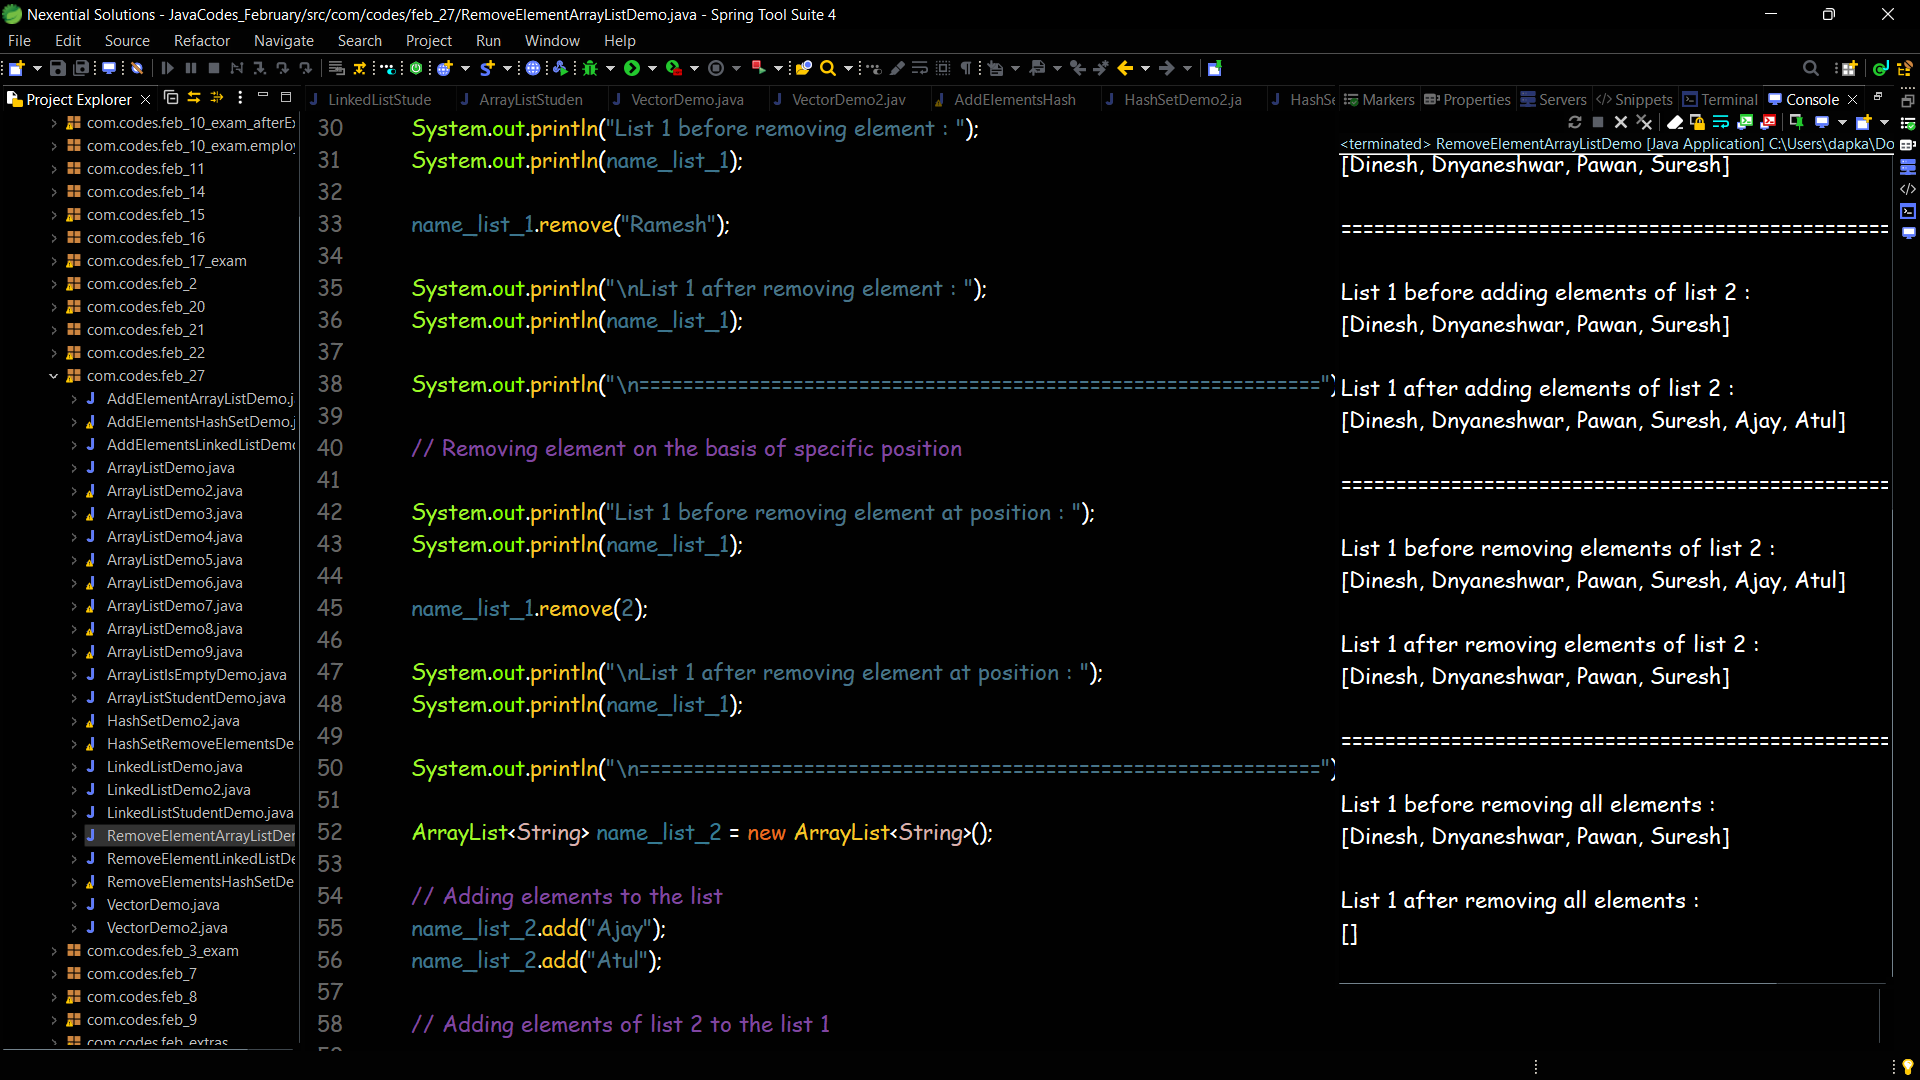 Nexential Solutions - JavaCodes_February/src/com/codes/feb_27/RemoveElementArrayListDemo.java - Spring Tool Suite 4
File Edit Source Refactor Navigate Search Project Run Window Help
Project Explorer
com.codes.feb_10_exam_afterEx
com.codes.feb_10_exam.employ
com.codes.feb_11
com.codes.feb_14
com.codes.feb_15
com.codes.feb_16
com.codes.feb_17_exam
com.codes.feb_2
com.codes.feb_20
com.codes.feb_21
com.codes.feb_22
com.codes.feb_27
AddElementArrayListDemo.j
AddElementsHashSetDemo.j
AddElementsLinkedListDemo
ArrayListDemo.java
ArrayListDemo2.java
ArrayListDemo3.java
ArrayListDemo4.java
ArrayListDemo5.java
ArrayListDemo6.java
ArrayListDemo7.java
ArrayListDemo8.java
ArrayListDemo9.java
ArrayListIsEmptyDemo.java
ArrayListStudentDemo.java
HashSetDemo2.java
HashSetRemoveElementsDe
LinkedListDemo.java
LinkedListDemo2.java
LinkedListStudentDemo.java
RemoveElementArrayListDer
RemoveElementLinkedListDe
RemoveElementsHashSetDe
VectorDemo.java
VectorDemo2.java
com.codes.feb_3_exam
com.codes.feb_7
com.codes.feb_8
com.codes.feb_9
com.codes.feb_extras
LinkedListStude ArrayListStuden VectorDemo.java VectorDemo2.jav AddElementsHash HashSetDemo2.ja HashSe
30 System.out.println("List 1 before removing element : ");
31 System.out.println(name_list_1);
32
33 name_list_1.remove("Ramesh");
34
35 System.out.println("\nList 1 after removing element : ");
36 System.out.println(name_list_1);
37
38 System.out.println("\n==============================================================")
39
40 // Removing element on the basis of specific position
41
42 System.out.println("List 1 before removing element at position : ");
43 System.out.println(name_list_1);
44
45 name_list_1.remove(2);
46
47 System.out.println("\nList 1 after removing element at position : ");
48 System.out.println(name_list_1);
49
50 System.out.println("\n==============================================================")
51
52 ArrayList<String> name_list_2 = new ArrayList<String>();
53
54 // Adding elements to the list
55 name_list_2.add("Ajay");
56 name_list_2.add("Atul");
57
58 // Adding elements of list 2 to the list 1
Markers Properties Servers Snippets Terminal Console
<terminated> RemoveElementArrayListDemo [Java Application] C:\Users\dapka\Do
[Dinesh, Dnyaneshwar, Pawan, Suresh]
==================================================
List 1 before adding elements of list 2 :
[Dinesh, Dnyaneshwar, Pawan, Suresh]
List 1 after adding elements of list 2 :
[Dinesh, Dnyaneshwar, Pawan, Suresh, Ajay, Atul]
==================================================
List 1 before removing elements of list 2 :
[Dinesh, Dnyaneshwar, Pawan, Suresh, Ajay, Atul]
List 1 after removing elements of list 2 :
[Dinesh, Dnyaneshwar, Pawan, Suresh]
==================================================
List 1 before removing all elements :
[Dinesh, Dnyaneshwar, Pawan, Suresh]
List 1 after removing all elements :
[]